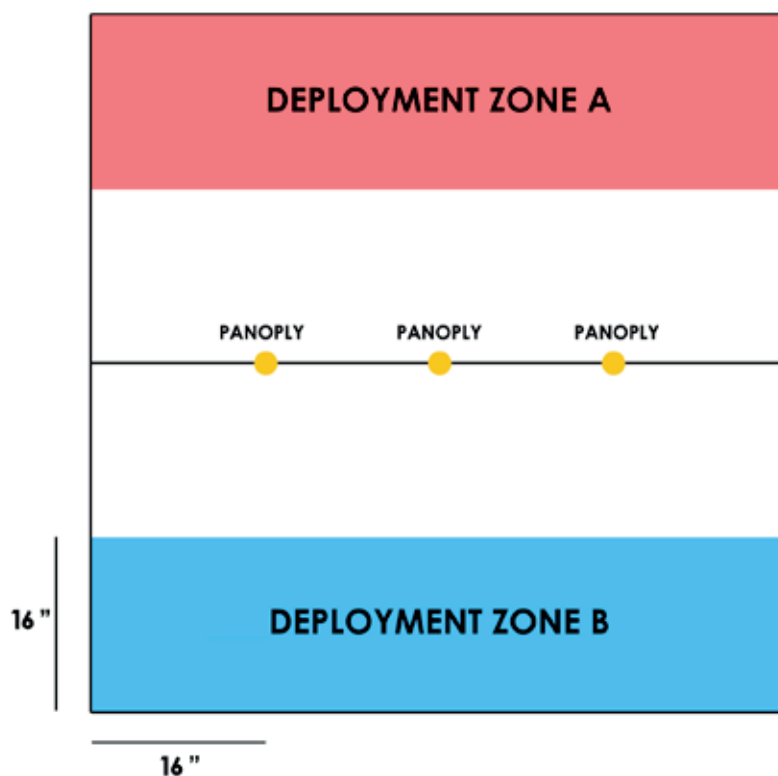 DEPLOYMENT ZONE A
PANOPLY PANOPLY PANOPLY
16 ”
DEPLOYMENT ZONE B
16 ”